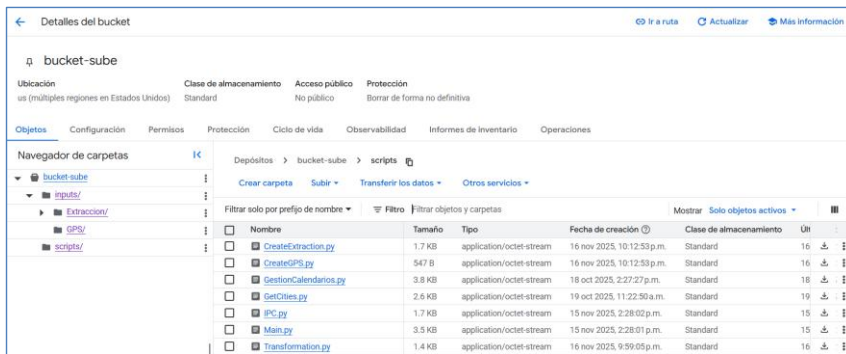 Detalles del bucket
Ir a ruta Actualizar Más información
bucket-sube
Ubicación Clase de almacenamiento Acceso público Protección
us (múltiples regiones en Estados Unidos) Standard No público Borrar de forma no definitiva
Objetos Configuración Permisos Protección Ciclo de vida Observabilidad Informes de inventario Operaciones
Navegador de carpetas
bucket-sube
inputs/
Extraccion/
GPS/
scripts/
Depósitos > bucket-sube > scripts
Crear carpeta Subir Transferir los datos Otros servicios
Filtrar solo por prefijo de nombre Filtro Filtrar objetos y carpetas Mostrar Solo objetos activos
Nombre Tamaño Tipo Fecha de creación Clase de almacenamiento Últ
CreateExtraction.py 1.7 KB application/octet-stream 16 nov 2025, 10:12:53 p.m. Standard 16
CreateGPS.py 547 B application/octet-stream 16 nov 2025, 10:12:53 p.m. Standard 16
GestionCalendarios.py 3.8 KB application/octet-stream 18 oct 2025, 2:27:27 p.m. Standard 18
GetCities.py 2.6 KB application/octet-stream 19 oct 2025, 11:22:50 a.m. Standard 19
IPC.py 1.7 KB application/octet-stream 15 nov 2025, 2:28:02 p.m. Standard 15
Main.py 3.5 KB application/octet-stream 15 nov 2025, 2:28:01 p.m. Standard 15
Transformation.py 1.4 KB application/octet-stream 16 nov 2025, 9:59:05 p.m. Standard 16